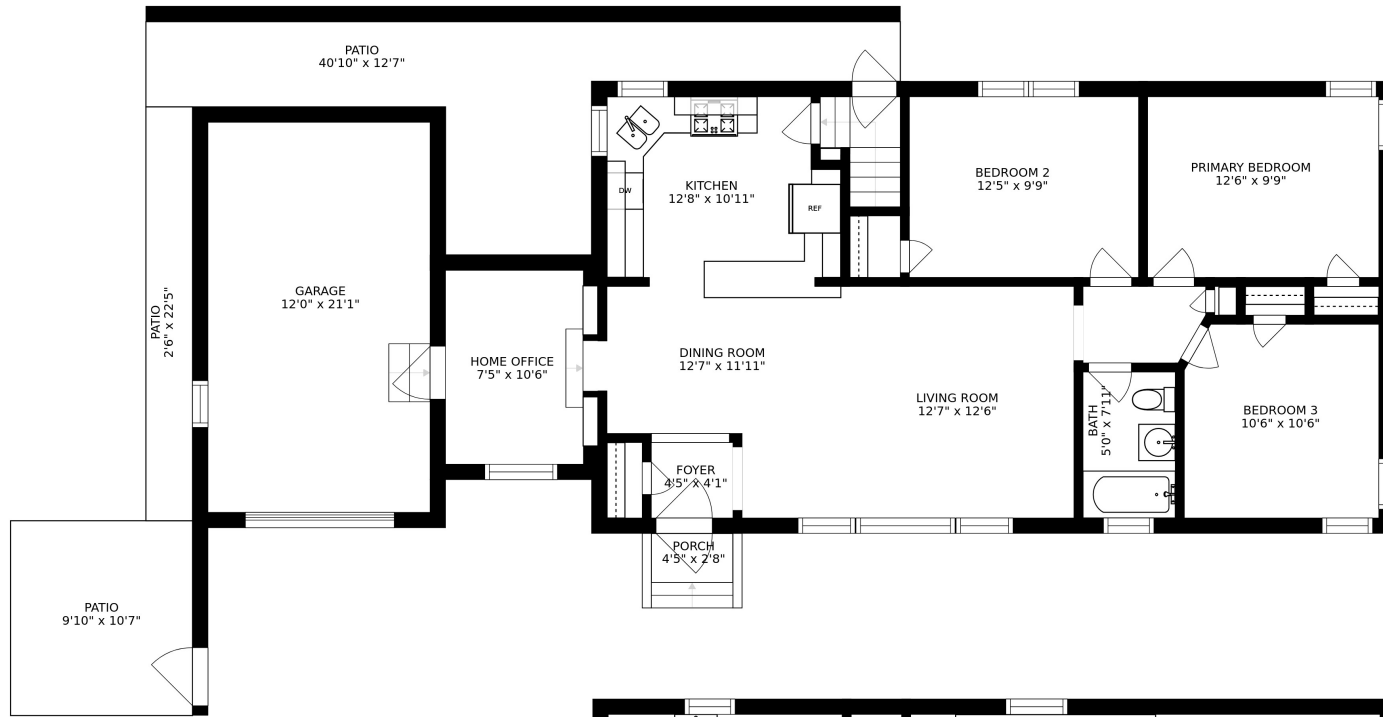 PATIO
40'10" x 12'7"
PATIO
2'6" x 22'5"
GARAGE
12'0" x 21'1"
HOME OFFICE
7'5" x 10'6"
KITCHEN
12'8" x 10'11"
DW
REF
BEDROOM 2
12'5" x 9'9"
PRIMARY BEDROOM
12'6" x 9'9"
DINING ROOM
12'7" x 11'11"
LIVING ROOM
12'7" x 12'6"
BATH
5'0" x 7'11"
BEDROOM 3
10'6" x 10'6"
FOYER
4'5" x 4'1"
PORCH
4'5" x 2'8"
PATIO
9'10" x 10'7"